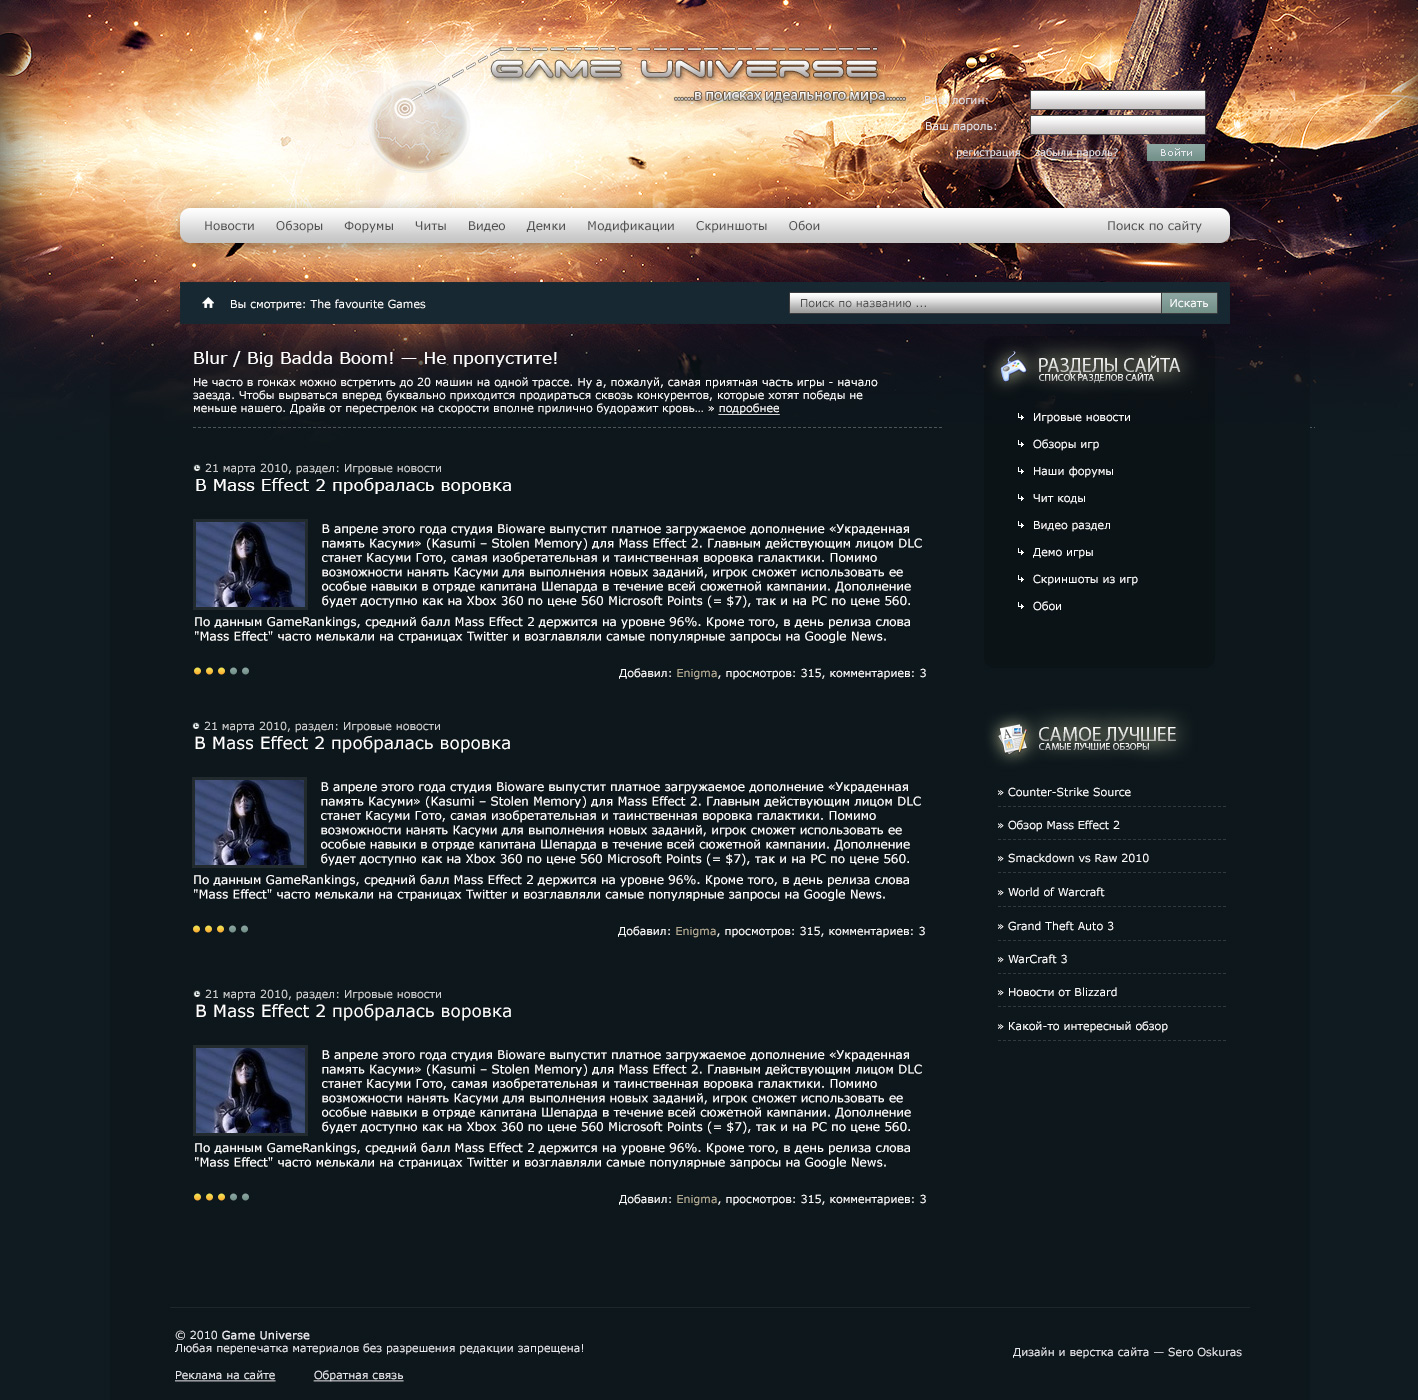 GAME UNIVERSE
......в поисках идеального мира......
Ваш логин:
Ваш пароль:
регистрация забыли пароль? Войти
Новости Обзоры Форумы Читы Видео Демки Модификации Скриншоты Обои Поиск по сайту
Вы смотрите: The favourite Games Поиск по названию ... Искать
Blur / Big Badda Boom! — Не пропустите!
Не часто в гонках можно встретить до 20 машин на одной трассе. Ну а, пожалуй, самая приятная часть игры - начало
заезда. Чтобы вырваться вперед буквально приходится продираться сквозь конкурентов, которые хотят победы не
меньше нашего. Драйв от перестрелок на скорости вполне прилично будоражит кровь... » подробнее
21 марта 2010, раздел: Игровые новости
В Mass Effect 2 пробралась воровка
В апреле этого года студия Bioware выпустит платное загружаемое дополнение «Украденная
память Касуми» (Kasumi – Stolen Memory) для Mass Effect 2. Главным действующим лицом DLC
станет Касуми Гото, самая изобретательная и таинственная воровка галактики. Помимо
возможности нанять Касуми для выполнения новых заданий, игрок сможет использовать ее
особые навыки в отряде капитана Шепарда в течение всей сюжетной кампании. Дополнение
будет доступно как на Xbox 360 по цене 560 Microsoft Points (= $7), так и на PC по цене 560.
По данным GameRankings, средний балл Mass Effect 2 держится на уровне 96%. Кроме того, в день релиза слова
"Mass Effect" часто мелькали на страницах Twitter и возглавляли самые популярные запросы на Google News.
Добавил: Enigma, просмотров: 315, комментариев: 3
21 марта 2010, раздел: Игровые новости
В Mass Effect 2 пробралась воровка
В апреле этого года студия Bioware выпустит платное загружаемое дополнение «Украденная
память Касуми» (Kasumi – Stolen Memory) для Mass Effect 2. Главным действующим лицом DLC
станет Касуми Гото, самая изобретательная и таинственная воровка галактики. Помимо
возможности нанять Касуми для выполнения новых заданий, игрок сможет использовать ее
особые навыки в отряде капитана Шепарда в течение всей сюжетной кампании. Дополнение
будет доступно как на Xbox 360 по цене 560 Microsoft Points (= $7), так и на PC по цене 560.
По данным GameRankings, средний балл Mass Effect 2 держится на уровне 96%. Кроме того, в день релиза слова
"Mass Effect" часто мелькали на страницах Twitter и возглавляли самые популярные запросы на Google News.
Добавил: Enigma, просмотров: 315, комментариев: 3
21 марта 2010, раздел: Игровые новости
В Mass Effect 2 пробралась воровка
В апреле этого года студия Bioware выпустит платное загружаемое дополнение «Украденная
память Касуми» (Kasumi – Stolen Memory) для Mass Effect 2. Главным действующим лицом DLC
станет Касуми Гото, самая изобретательная и таинственная воровка галактики. Помимо
возможности нанять Касуми для выполнения новых заданий, игрок сможет использовать ее
особые навыки в отряде капитана Шепарда в течение всей сюжетной кампании. Дополнение
будет доступно как на Xbox 360 по цене 560 Microsoft Points (= $7), так и на PC по цене 560.
По данным GameRankings, средний балл Mass Effect 2 держится на уровне 96%. Кроме того, в день релиза слова
"Mass Effect" часто мелькали на страницах Twitter и возглавляли самые популярные запросы на Google News.
Добавил: Enigma, просмотров: 315, комментариев: 3
РАЗДЕЛЫ САЙТА
СПИСОК РАЗДЕЛОВ САЙТА
Игровые новости
Обзоры игр
Наши форумы
Чит коды
Видео раздел
Демо игры
Скриншоты из игр
Обои
САМОЕ ЛУЧШЕЕ
САМЫЕ ЛУЧШИЕ ОБЗОРЫ
» Counter-Strike Source
» Обзор Mass Effect 2
» Smackdown vs Raw 2010
» World of Warcraft
» Grand Theft Auto 3
» WarCraft 3
» Новости от Blizzard
» Какой-то интересный обзор
© 2010 Game Universe
Любая перепечатка материалов без разрешения редакции запрещена!
Реклама на сайте Обратная связь
Дизайн и верстка сайта — Sero Oskuras